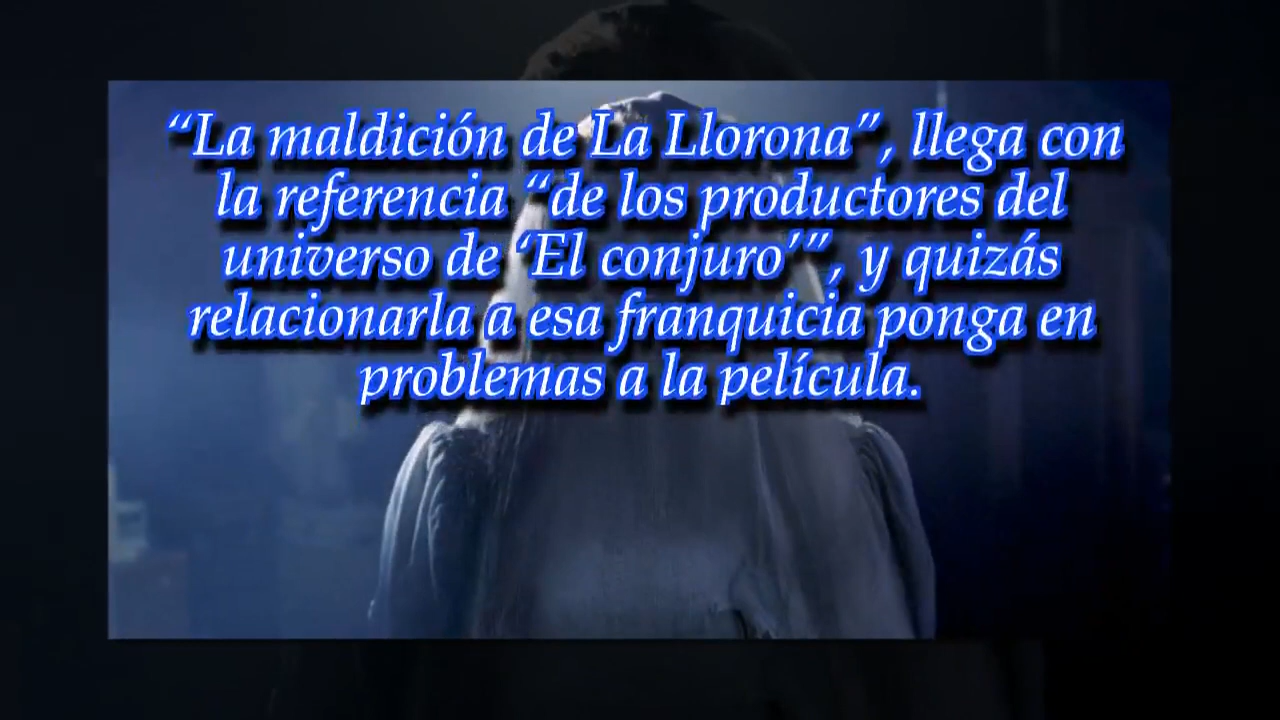 “La maldición de La Llorona”, llega con
la referencia “de los productores del
universo de ‘El conjuro’”, y quizás
relacionarla a esa franquicia ponga en
problemas a la película.